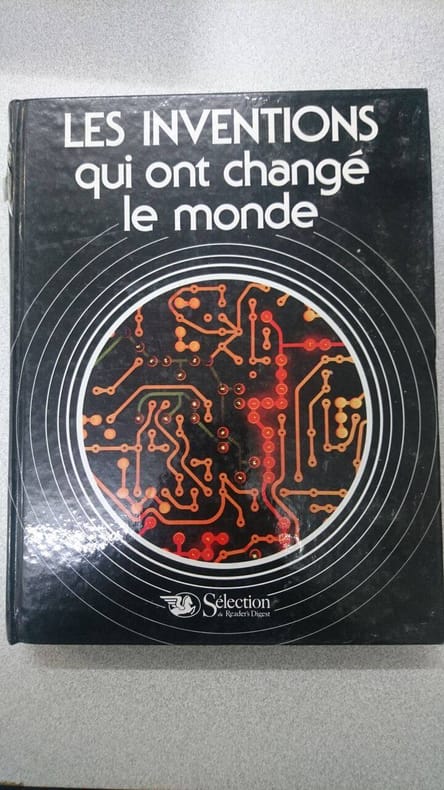 LES INVENTIONS
qui ont changé
le monde
Sélection
du Reader's Digest